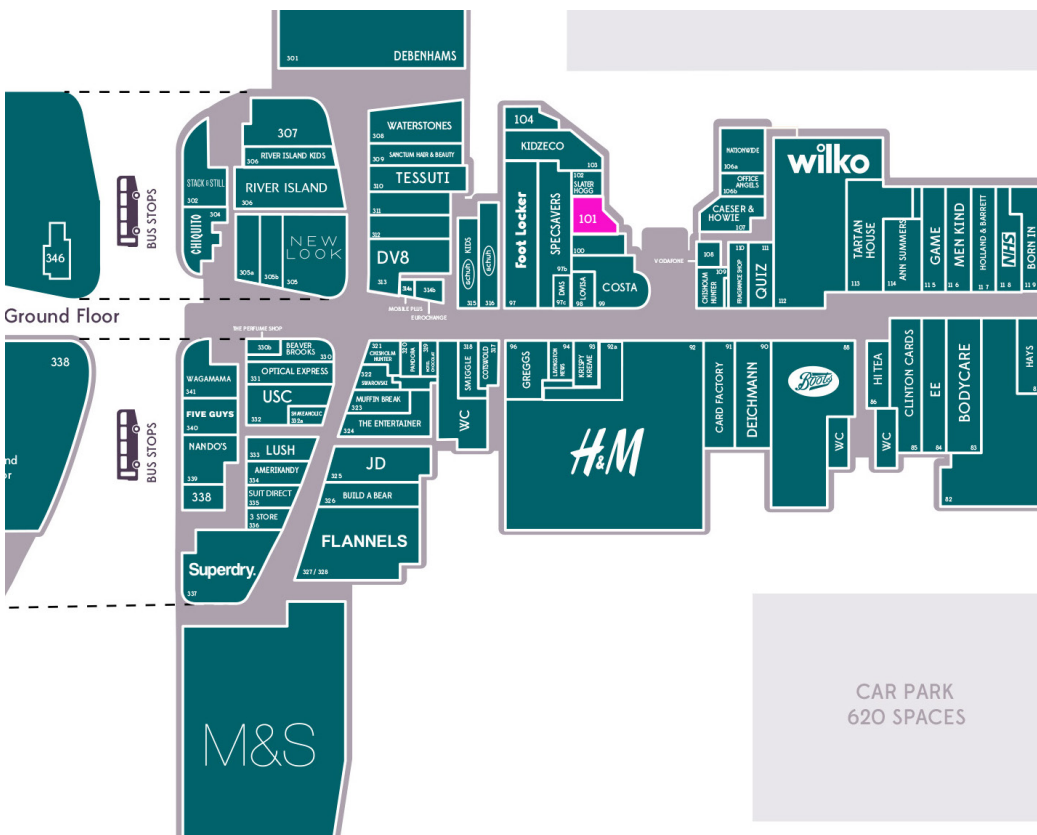 301
DEBENHAMS
307
306
RIVER ISLAND KIDS
RIVER ISLAND
306
STACK & STILL
302
304
CHIQUITO
BUS STOPS
346
305a
305b
305
NEW
LOOK
WATERSTONES
308
309
SANCTUM HAIR & BEAUTY
TESSUTI
310
311
312
DV8
313
314a
314b
MOBILE PLUS
EUROCHANGE
schuh
KIDS
315
schuh
316
104
KIDZECO
103
Foot Locker
97
SPECSAVERS
97b
DMS
97c
102
SLATER
HOGG
101
100
LOVISA
98
COSTA
99
NATIONWIDE
106a
OFFICE
ANGELS
106b
CAESER &
HOWIE
107
VODAFONE
108
109
CHISHOLM
HUNTER
110
FRAGRANCE SHOP
111
QUIZ
wilko
112
TARTAN
HOUSE
113
ANN SUMMERS
114
GAME
115
MEN KIND
116
HOLLAND & BARRETT
117
NHS
118
BORN IN
119
Ground Floor
338
nd
or
BUS STOPS
WAGAMAMA
341
FIVE GUYS
340
NANDO'S
339
338
THE PERFUME SHOP
330b
BEAVER
BROOKS
330
OPTICAL EXPRESS
331
USC
332
SHAKEAHOLIC
332a
333
LUSH
AMERIKANDY
334
SUIT DIRECT
335
3 STORE
336
Superdry.
337
321
CHISHOLM
HUNTER
322
SWAROVSKI
320
PANDORA
319
HOTEL
CHOCOLAT
MUFFIN BREAK
323
THE ENTERTAINER
324
318
SMIGGLE
317
COTSWOLD
WC
JD
325
BUILD A BEAR
326
FLANNELS
327 / 328
M&S
96
GREGGS
94
LIVINGSTON
NEWS
93
KRISPY
KREME
92a
92
H&M
91
CARD FACTORY
90
DEICHMANN
88
Boots
WC
HI TEA
86
WC
CLINTON CARDS
85
EE
84
BODYCARE
83
HAYS
8
82
CAR PARK
620 SPACES